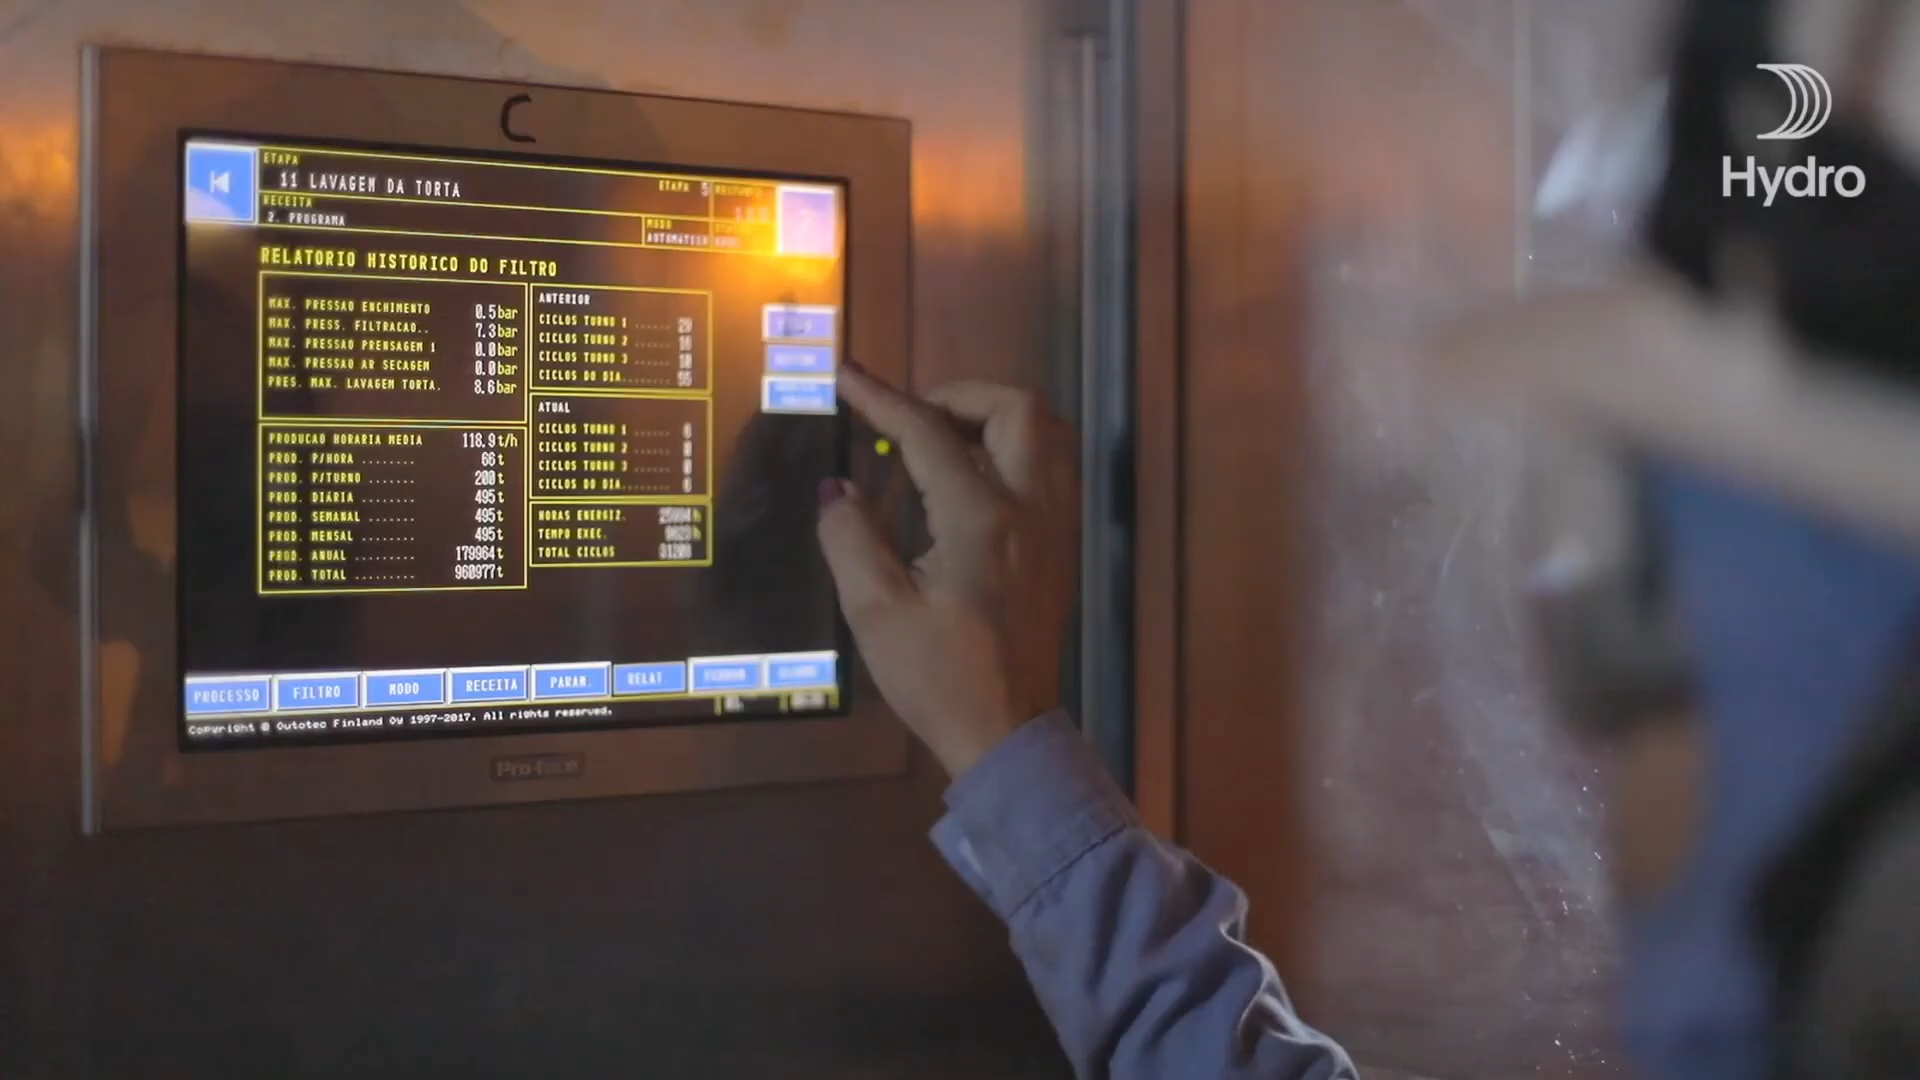 Hydro
C
ETAPA
11 LAVAGEM DA TORTA
ETAPA 5
RECEITA
2. PROGRAMA
MODO
AUTOMATICO
RELATORIO HISTORICO DO FILTRO
MAX. PRESSAO ENCHIMENTO 0.5bar
MAX. PRESS. FILTRACAO.. 7.3bar
MAX. PRESSAO PRENSAGEM 1 0.0bar
MAX. PRESSAO AR SECAGEM 0.0bar
PRES. MAX. LAVAGEM TORTA. 8.6bar
PRODUCAO HORARIA MEDIA 118.9t/h
PROD. P/HORA ........ 66t
PROD. P/TURNO ....... 200t
PROD. DIÁRIA ........ 495t
PROD. SEMANAL ....... 495t
PROD. MENSAL ........ 495t
PROD. ANUAL ......... 179964t
PROD. TOTAL ......... 960977t
ANTERIOR
CICLOS TURNO 1 ......
CICLOS TURNO 2 ......
CICLOS TURNO 3 ......
CICLOS DO DIA........
ATUAL
CICLOS TURNO 1 ......
CICLOS TURNO 2 ......
CICLOS TURNO 3 ......
CICLOS DO DIA........
HORAS ENERGIZ.
TEMPO EXEC.
TOTAL CICLOS
PROCESSO
FILTRO
MODO
RECEITA
PARAM.
RELAT.
Copyright © Outotec Finland Oy 1997-2017. All rights reserved.
Pro-face